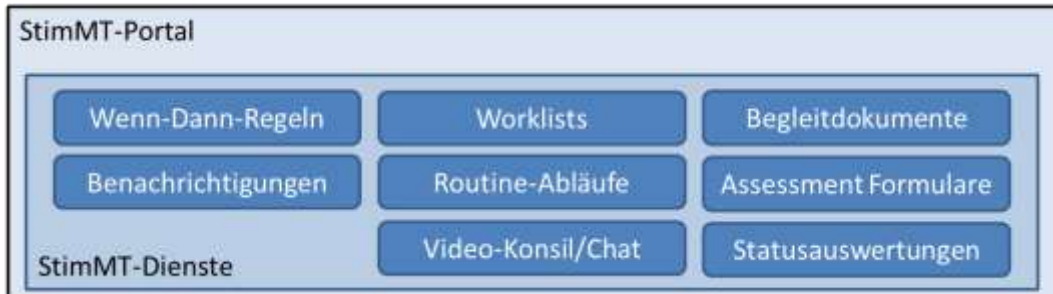 StimMT-Portal
Wenn-Dann-Regeln
Worklists
Begleitdokumente
Benachrichtigungen
Routine-Abläufe
Assessment Formulare
Video-Konsil/Chat
Statusauswertungen
StimMT-Dienste